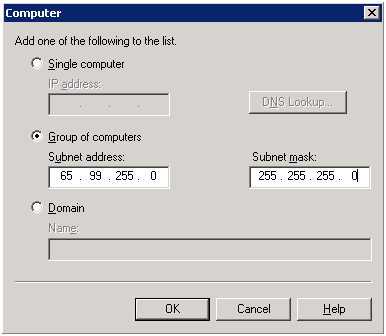 Computer
Add one of the following to the list.
Single computer
IP address:
. . .
DNS Lookup...
Group of computers
Subnet address:
Subnet mask:
65 . 99 . 255 . 0
255 . 255 . 255 . 0
Domain
Name:
OK
Cancel
Help